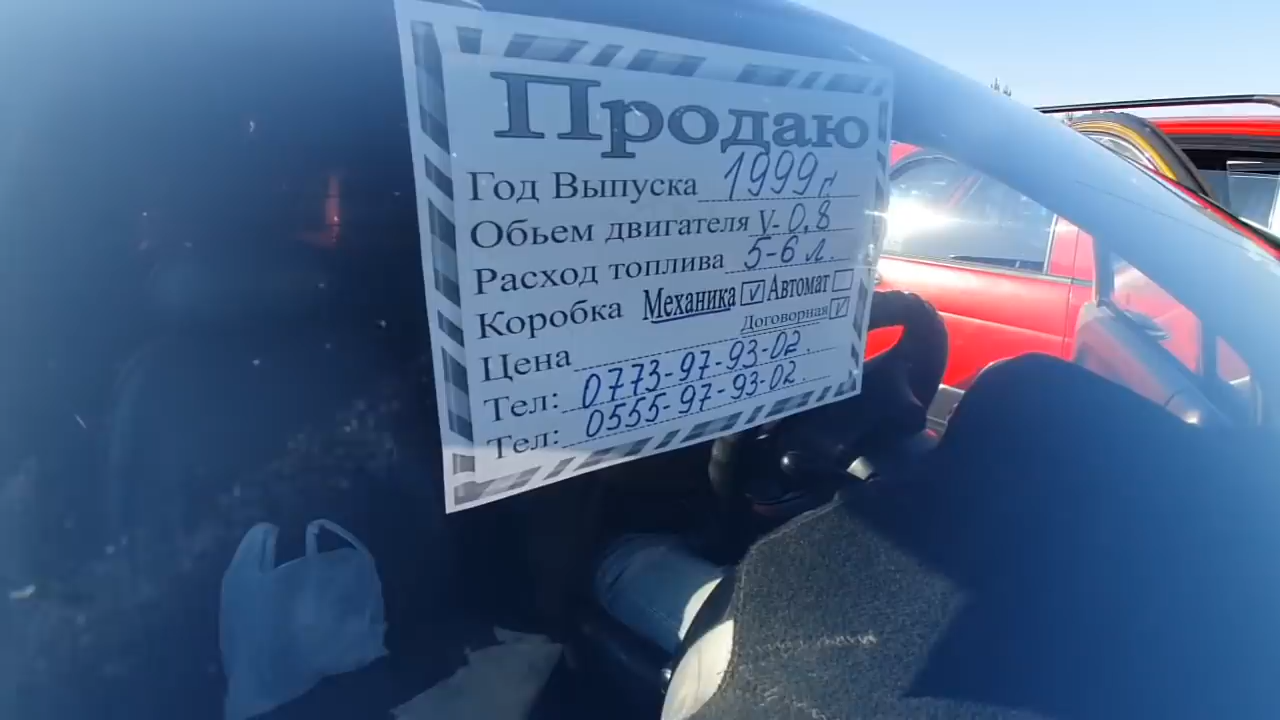 Продаю
Год Выпуска 1999 г.
Обьем двигателя V-0,8
Расход топлива 5-6 л.
Коробка Механика ☑ Автомат ☐
Договорная ☑
Цена
Тел: 0773-97-93-02.
Тел: 0555-97-93-02